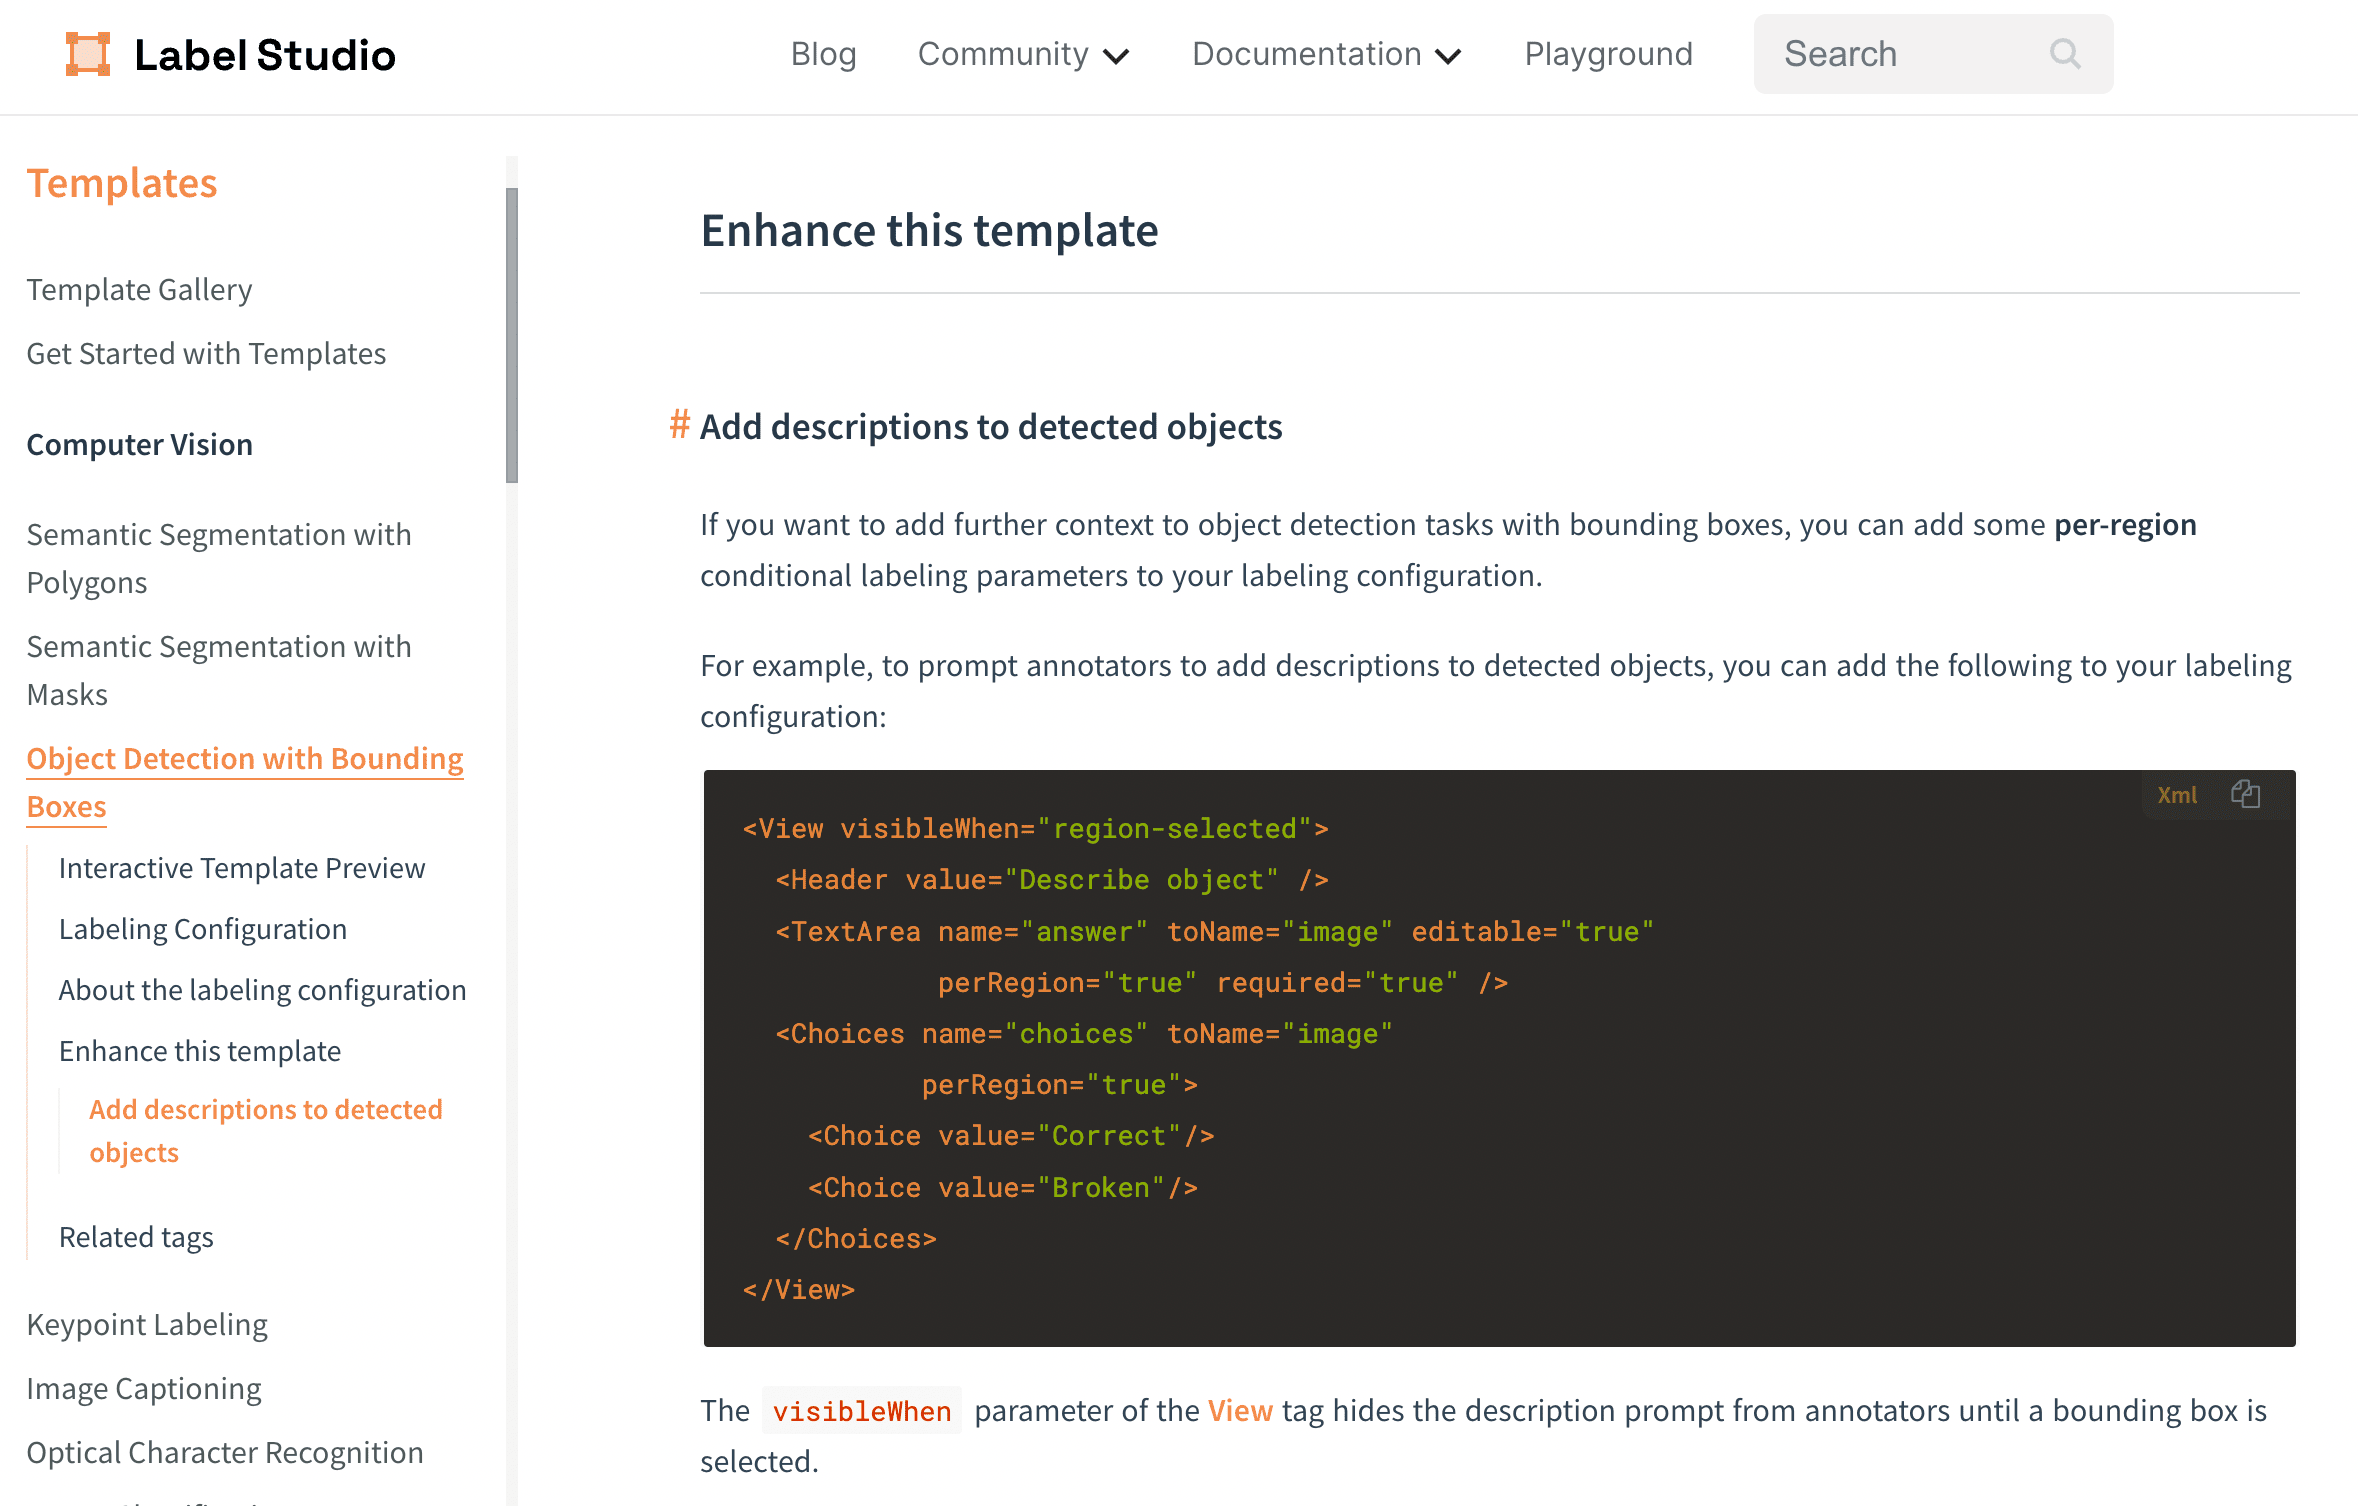 Label Studio
Blog
Community
Documentation
Playground
Search
Templates
Template Gallery
Get Started with Templates
Computer Vision
Semantic Segmentation with
Polygons
Semantic Segmentation with
Masks
Object Detection with Bounding
Boxes
Interactive Template Preview
Labeling Configuration
About the labeling configuration
Enhance this template
Add descriptions to detected
objects
Related tags
Keypoint Labeling
Image Captioning
Optical Character Recognition
Enhance this template
# Add descriptions to detected objects
If you want to add further context to object detection tasks with bounding boxes, you can add some per-region
conditional labeling parameters to your labeling configuration.
For example, to prompt annotators to add descriptions to detected objects, you can add the following to your labeling
configuration:
Xml
<View visibleWhen="region-selected">
  <Header value="Describe object" />
  <TextArea name="answer" toName="image" editable="true"
            perRegion="true" required="true" />
  <Choices name="choices" toName="image"
           perRegion="true">
    <Choice value="Correct"/>
    <Choice value="Broken"/>
  </Choices>
</View>
The visibleWhen parameter of the View tag hides the description prompt from annotators until a bounding box is
selected.